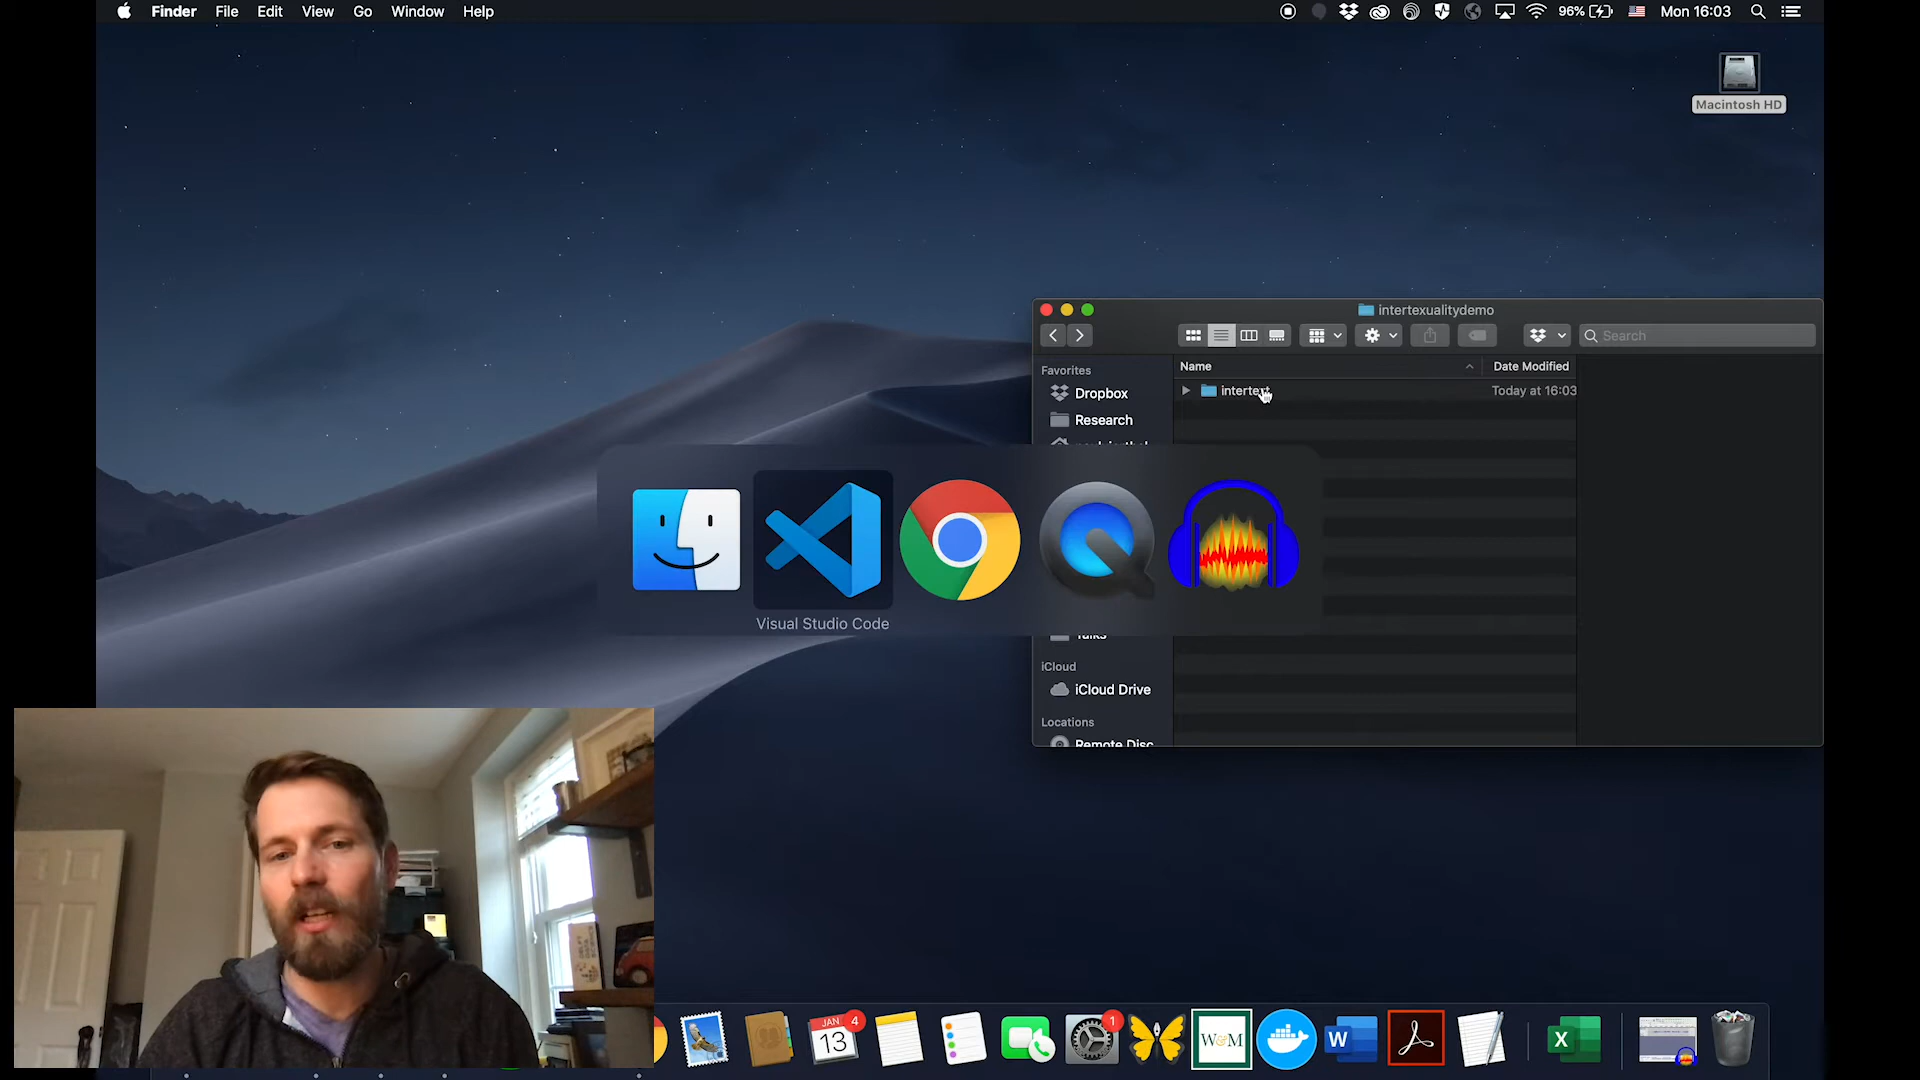 Finder File Edit View Go Window Help
96% Mon 16:03
Macintosh HD
intertexualitydemo
Search
Favorites
Name
Date Modified
Dropbox
intertext
Today at 16:03
Research
Visual Studio Code
Talks
iCloud
iCloud Drive
Locations
Remote Disc
JAN
4
13
1
W&M
W
X